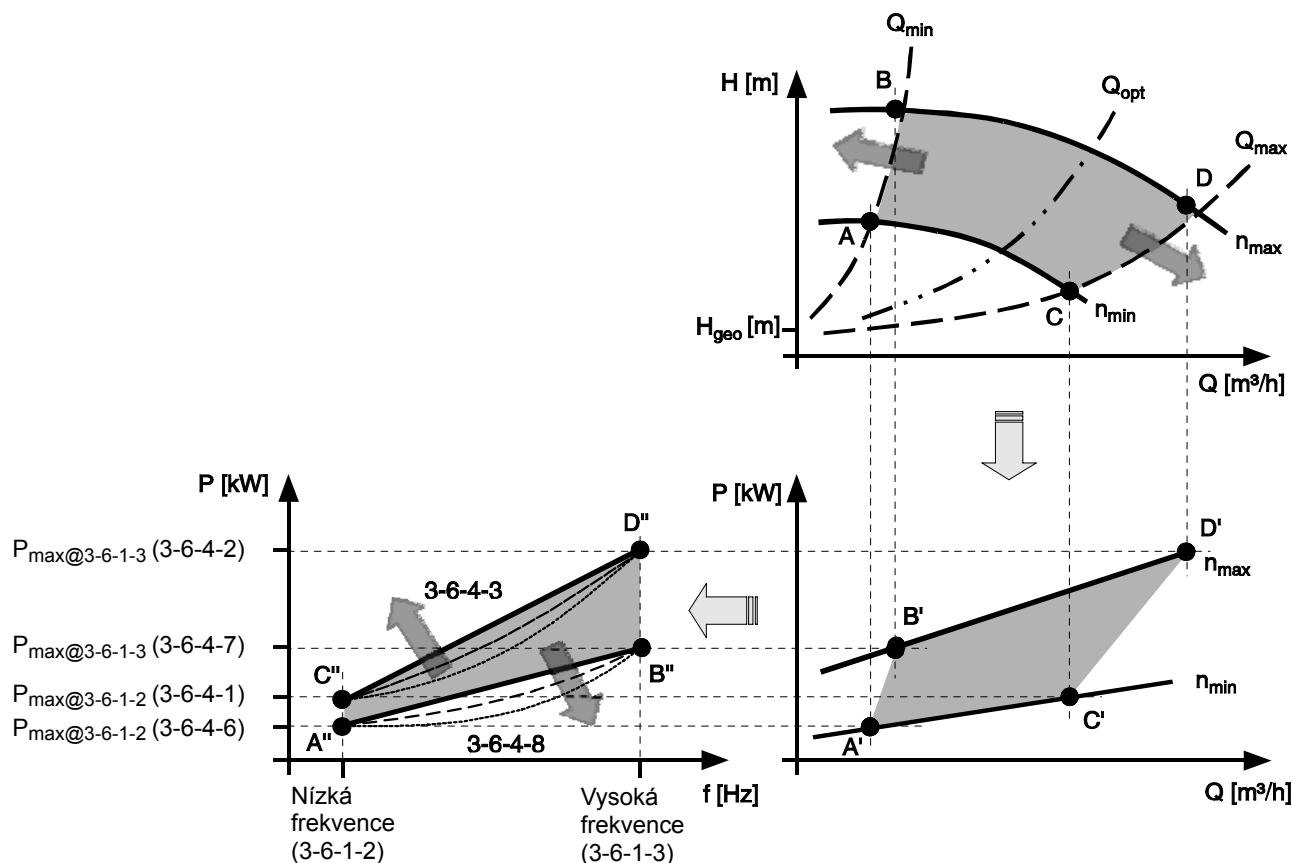 Q_min
H [m]
B
Q_opt
Q_max
D
A
n_max
C
n_min
H_geo [m]
Q [m³/h]
P [kW]
D"
P_max@3-6-1-3 (3-6-4-2)
3-6-4-3
P_max@3-6-1-3 (3-6-4-7)
B"
C"
P_max@3-6-1-2 (3-6-4-1)
P_max@3-6-1-2 (3-6-4-6)
A"
3-6-4-8
f [Hz]
Nízká
frekvence
(3-6-1-2)
Vysoká
frekvence
(3-6-1-3)
P [kW]
D'
n_max
B'
n_min
C'
A'
Q [m³/h]